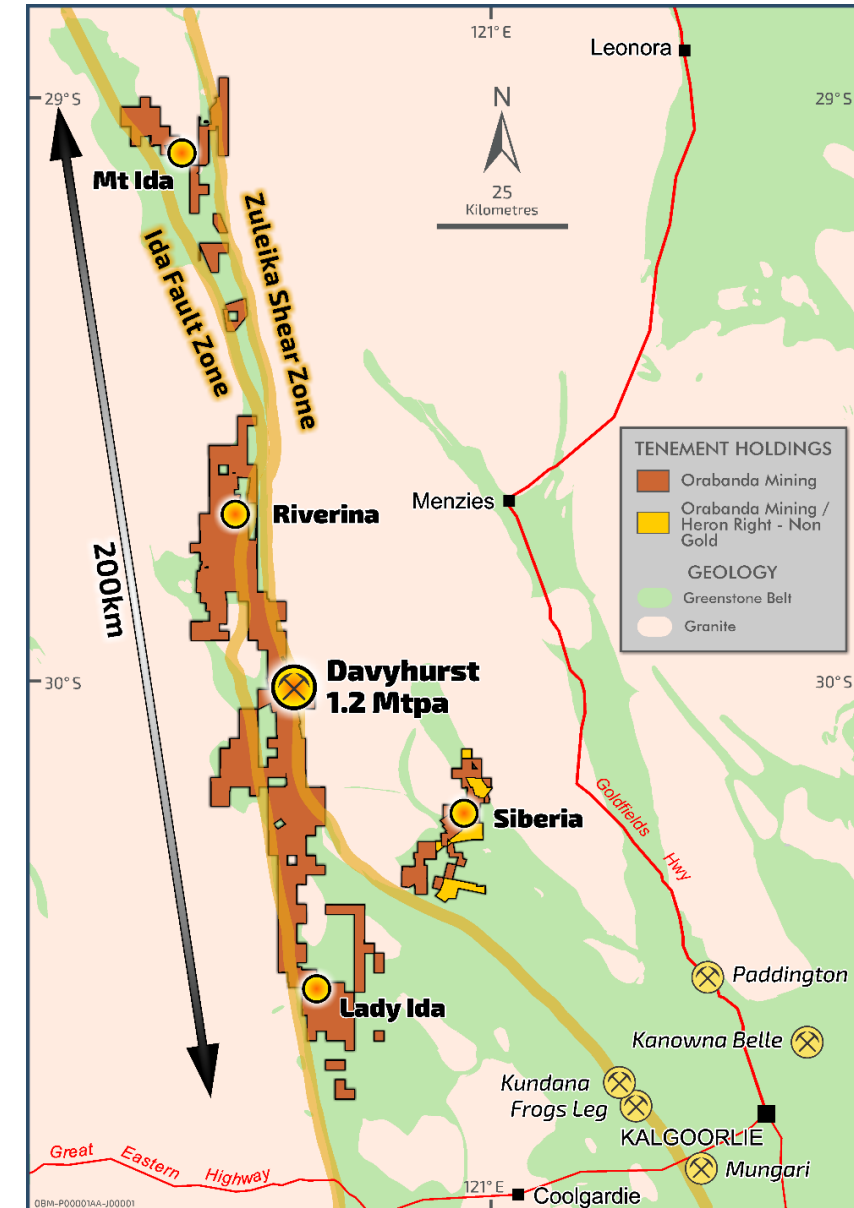 121° E
Leonora
29°S
29°S
N
25
Kilometres
Mt Ida
Zuleika Shear Zone
Ida Fault Zone
TENEMENT HOLDINGS
Orabanda Mining
Orabanda Mining /
Heron Right - Non
Gold
GEOLOGY
Greenstone Belt
Granite
Menzies
Riverina
200km
30°S
30°S
Davyhurst
1.2 Mtpa
Siberia
Goldfields Hwy
Lady Ida
Paddington
Kanowna Belle
Kundana
Frogs Leg
KALGOORLIE
Mungari
Great Eastern Highway
121° E
Coolgardie
OBM-P00001AA-J00001